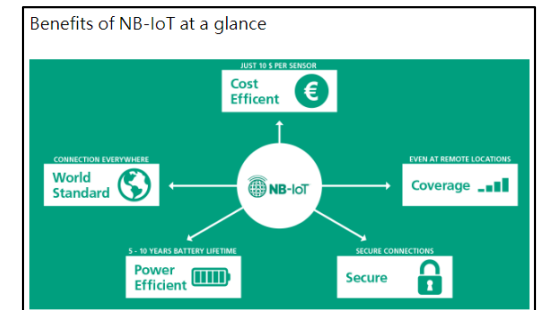 Benefits of NB-IoT at a glance
JUST 10 $ PER SENSOR
Cost
Efficent
€
CONNECTION EVERYWHERE
World
Standard
NB-IoT
EVEN AT REMOTE LOCATIONS
Coverage
5 - 10 YEARS BATTERY LIFETIME
Power
Efficient
SECURE CONNECTIONS
Secure